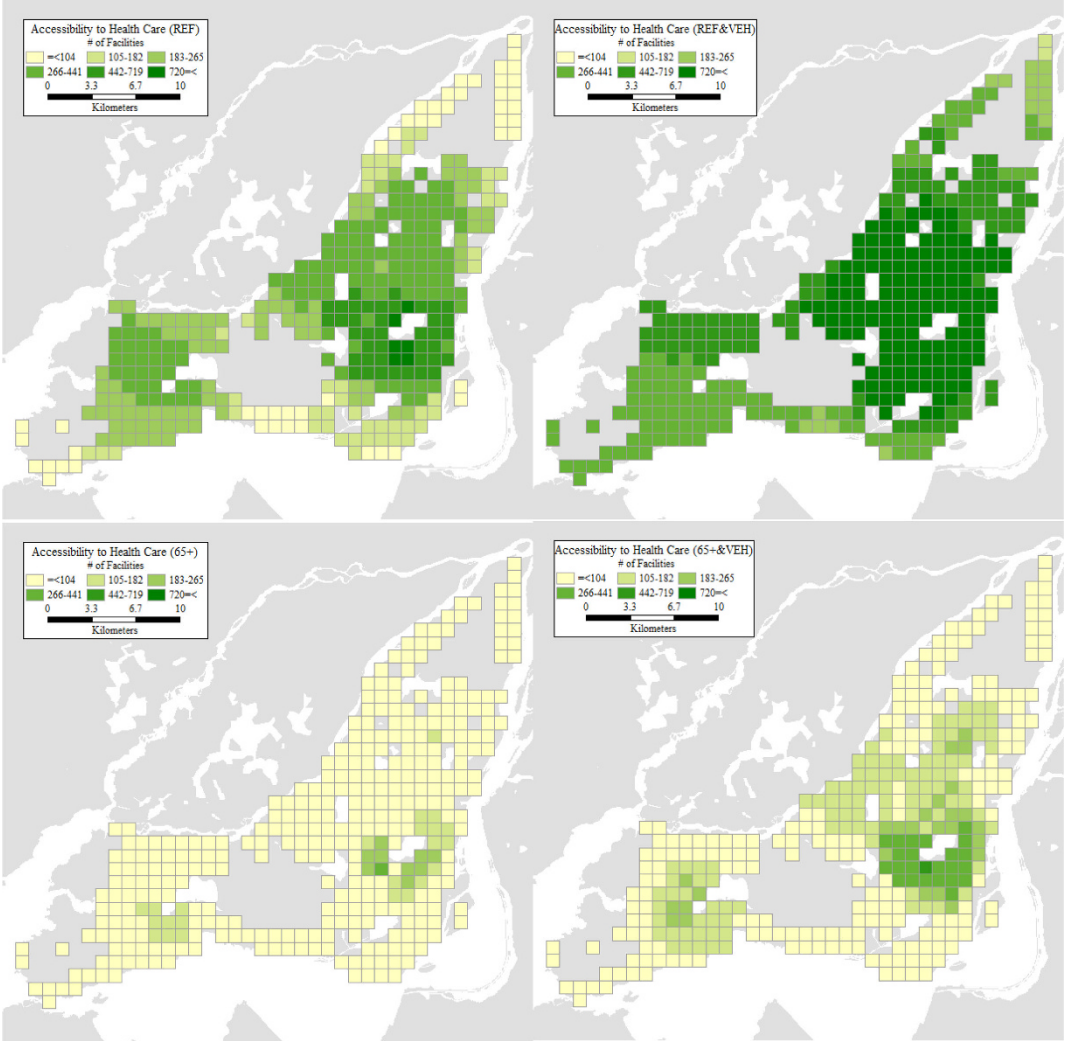 Accessibility to Health Care (REF)
# of Facilities
=<104 105-182 183-265
266-441 442-719 720=<
0 3.3 6.7 10
Kilometers
Accessibility to Health Care (REF&VEH)
# of Facilities
=<104 105-182 183-265
266-441 442-719 720=<
0 3.3 6.7 10
Kilometers
Accessibility to Health Care (65+)
# of Facilities
=<104 105-182 183-265
266-441 442-719 720=<
0 3.3 6.7 10
Kilometers
Accessibility to Health Care (65+&VEH)
# of Facilities
=<104 105-182 183-265
266-441 442-719 720=<
0 3.3 6.7 10
Kilometers